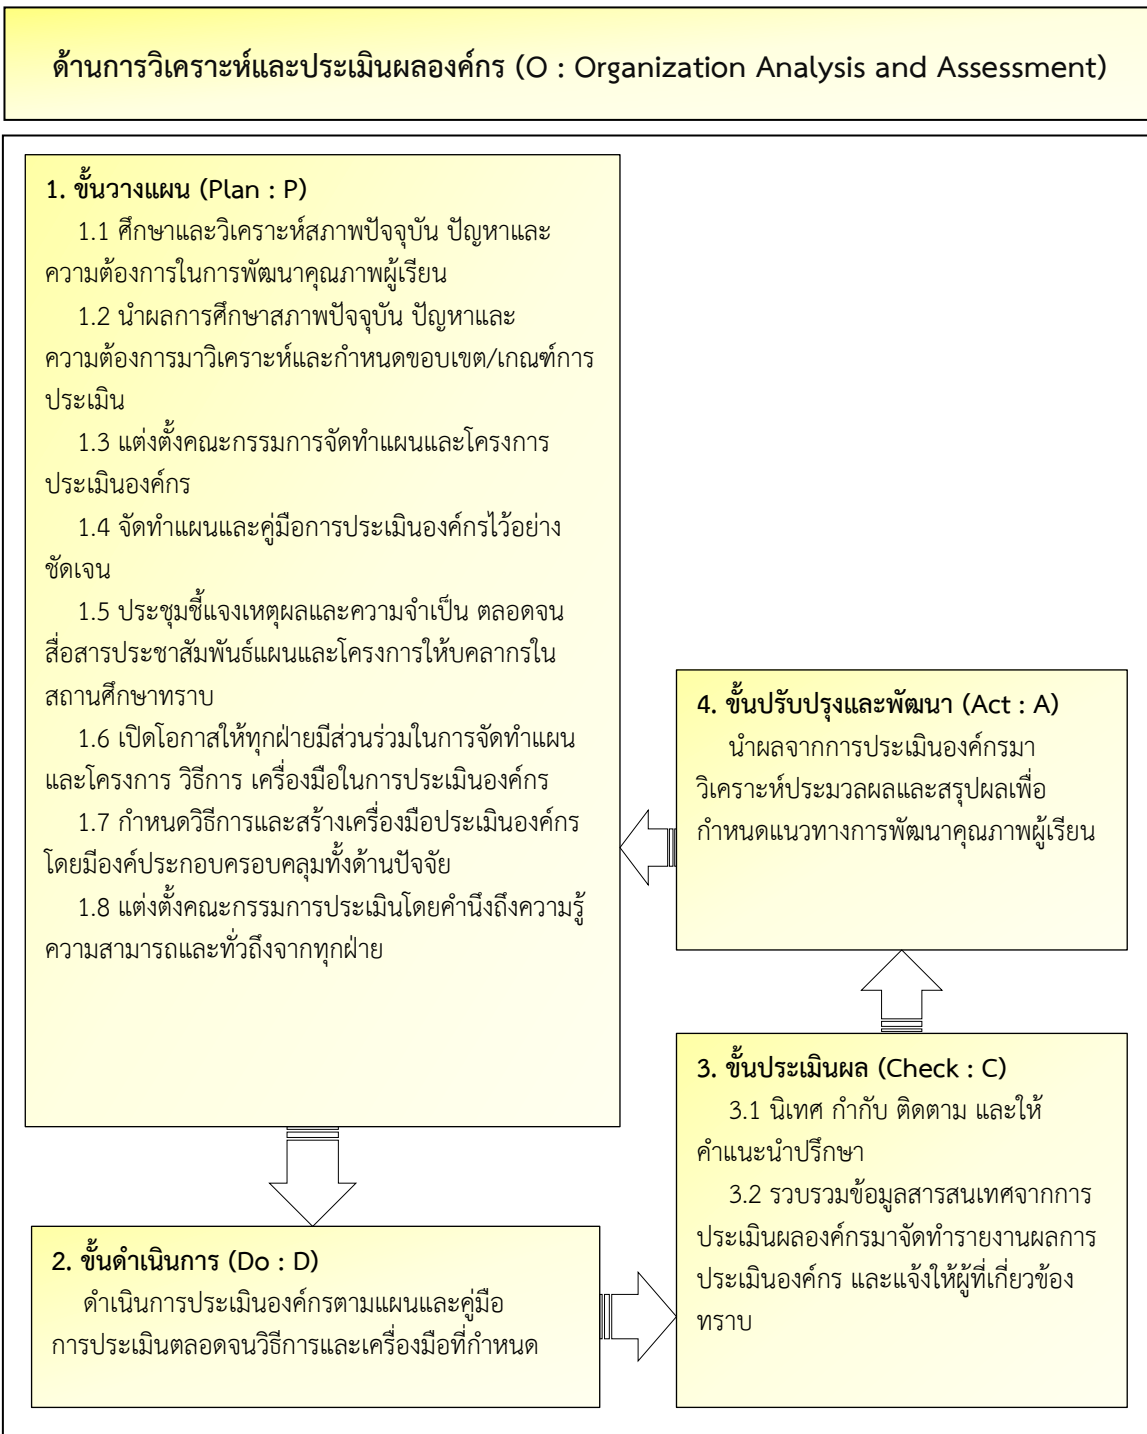 ด้านการวิเคราะห์และประเมินผลองค์กร (O : Organization Analysis and Assessment)
1. ขั้นวางแผน (Plan : P)
1.1 ศึกษาและวิเคราะห์สภาพปัจจุบัน ปัญหาและ
ความต้องการในการพัฒนาคุณภาพผู้เรียน
1.2 นำผลการศึกษาสภาพปัจจุบัน ปัญหาและ
ความต้องการมาวิเคราะห์และกำหนดขอบเขต/เกณฑ์การ
ประเมิน
1.3 แต่งตั้งคณะกรรมการจัดทำแผนและโครงการ
ประเมินองค์กร
1.4 จัดทำแผนและคู่มือการประเมินองค์กรไว้อย่าง
ชัดเจน
1.5 ประชุมชี้แจงเหตุผลและความจำเป็น ตลอดจน
สื่อสารประชาสัมพันธ์แผนและโครงการให้บคลากรใน
สถานศึกษาทราบ
1.6 เปิดโอกาสให้ทุกฝ่ายมีส่วนร่วมในการจัดทำแผน
และโครงการ วิธีการ เครื่องมือในการประเมินองค์กร
1.7 กำหนดวิธีการและสร้างเครื่องมือประเมินองค์กร
โดยมีองค์ประกอบครอบคลุมทั้งด้านปัจจัย
1.8 แต่งตั้งคณะกรรมการประเมินโดยคำนึงถึงความรู้
ความสามารถและทั่วถึงจากทุกฝ่าย
2. ขั้นดำเนินการ (Do : D)
ดำเนินการประเมินองค์กรตามแผนและคู่มือ
การประเมินตลอดจนวิธีการและเครื่องมือที่กำหนด
3. ขั้นประเมินผล (Check : C)
3.1 นิเทศ กำกับ ติดตาม และให้
คำแนะนำปรึกษา
3.2 รวบรวมข้อมูลสารสนเทศจากการ
ประเมินผลองค์กรมาจัดทำรายงานผลการ
ประเมินองค์กร และแจ้งให้ผู้ที่เกี่ยวข้อง
ทราบ
4. ขั้นปรับปรุงและพัฒนา (Act : A)
นำผลจากการประเมินองค์กรมา
วิเคราะห์ประมวลผลและสรุปผลเพื่อ
กำหนดแนวทางการพัฒนาคุณภาพผู้เรียน